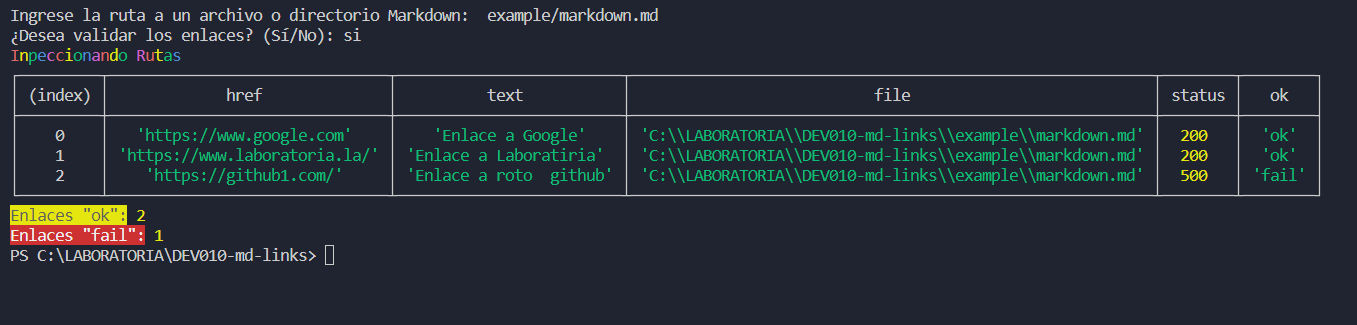 Ingrese la ruta a un archivo o directorio Markdown:  example/markdown.md
¿Desea validar los enlaces? (Sí/No): si
Inpeccionando Rutas
(index) href text file status ok
0 'https://www.google.com' 'Enlace a Google' 'C:\\LABORATORIA\\DEV010-md-links\\example\\markdown.md' 200 'ok'
1 'https://www.laboratoria.la/' 'Enlace a Laboratiria' 'C:\\LABORATORIA\\DEV010-md-links\\example\\markdown.md' 200 'ok'
2 'https://github1.com/' 'Enlace a roto  github' 'C:\\LABORATORIA\\DEV010-md-links\\example\\markdown.md' 500 'fail'
Enlaces "ok": 2
Enlaces "fail": 1
PS C:\LABORATORIA\DEV010-md-links>